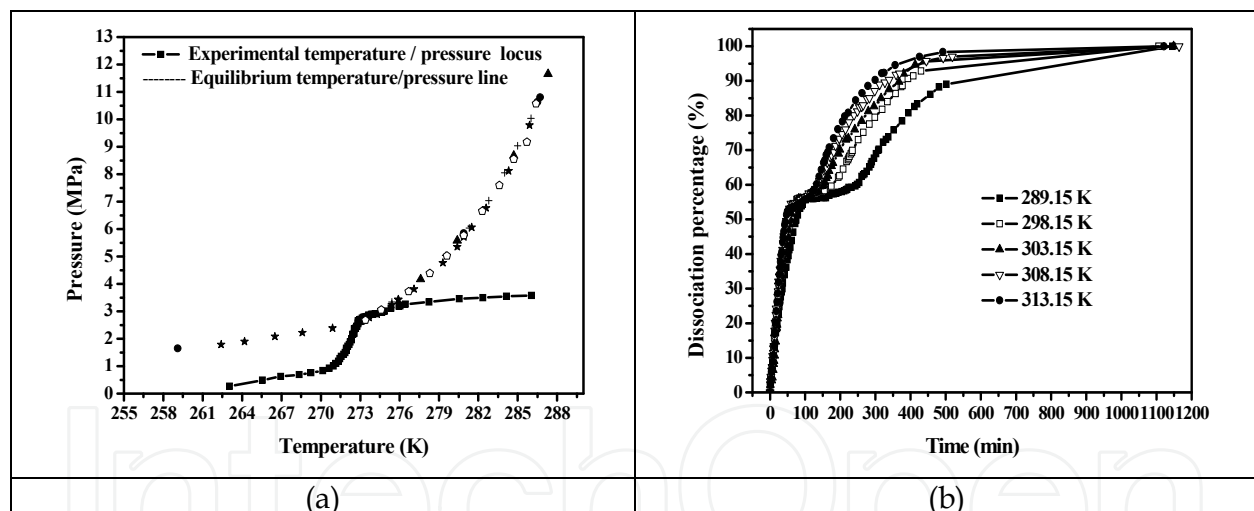 13
12
11
10
9
8
7
6
5
4
3
2
1
0
Pressure (MPa)
Experimental temperature / pressure locus
Equilibrium temperature/pressure line
255 258 261 264 267 270 273 276 279 282 285 288
Temperature (K)
(a)
100
90
80
70
60
50
40
30
20
10
0
Dissociation percentage (%)
289.15 K
298.15 K
303.15 K
308.15 K
313.15 K
0 100 200 300 400 500 600 700 800 900 1000 1100 1200
Time (min)
(b)
IntechOpen